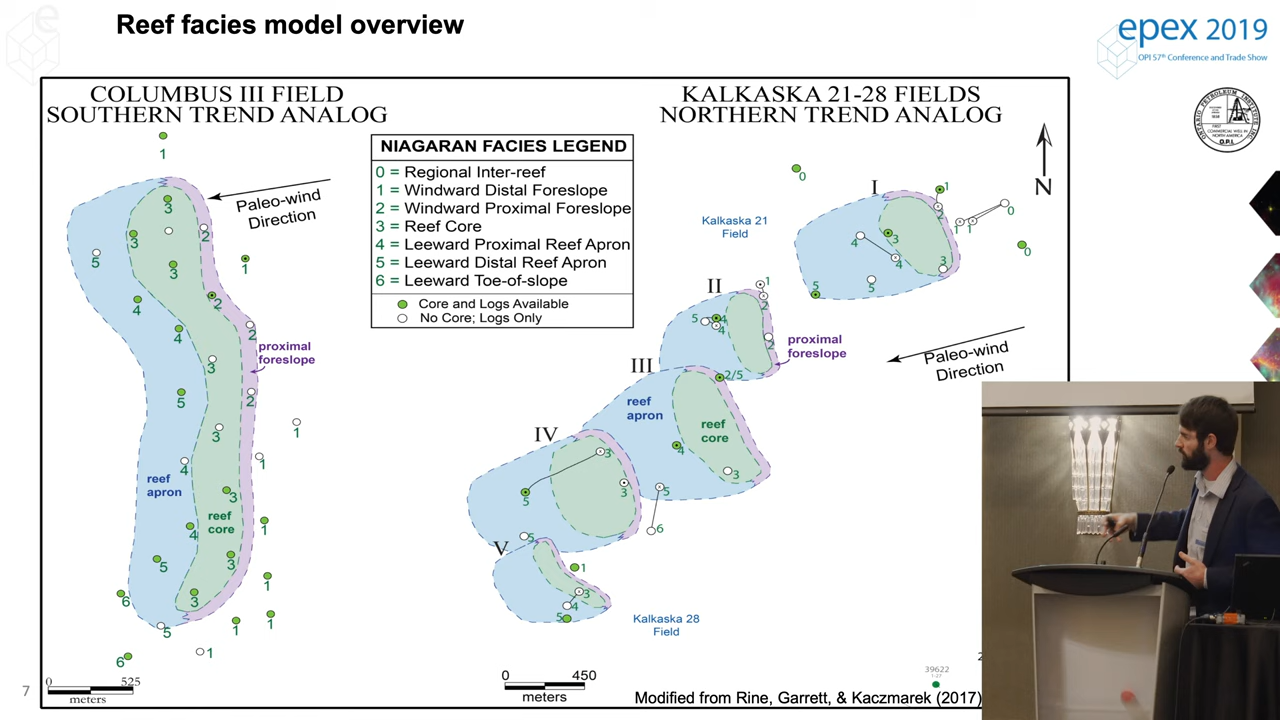 Reef facies model overview
epex 2019
OPI 57th Conference and Trade Show
COLUMBUS III FIELD
SOUTHERN TREND ANALOG
KALKASKA 21-28 FIELDS
NORTHERN TREND ANALOG
NIAGARAN FACIES LEGEND
0 = Regional Inter-reef
1 = Windward Distal Foreslope
2 = Windward Proximal Foreslope
3 = Reef Core
4 = Leeward Proximal Reef Apron
5 = Leeward Distal Reef Apron
6 = Leeward Toe-of-slope
Core and Logs Available
No Core; Logs Only
Paleo-wind
Direction
proximal
foreslope
reef
apron
reef
core
0 525
meters
N
Kalkaska 21
Field
I
II
III
IV
V
proximal
foreslope
Paleo-wind
Direction
reef
apron
reef
core
2/5
Kalkaska 28
Field
0 450
meters
39622
Modified from Rine, Garrett, & Kaczmarek (2017)
7